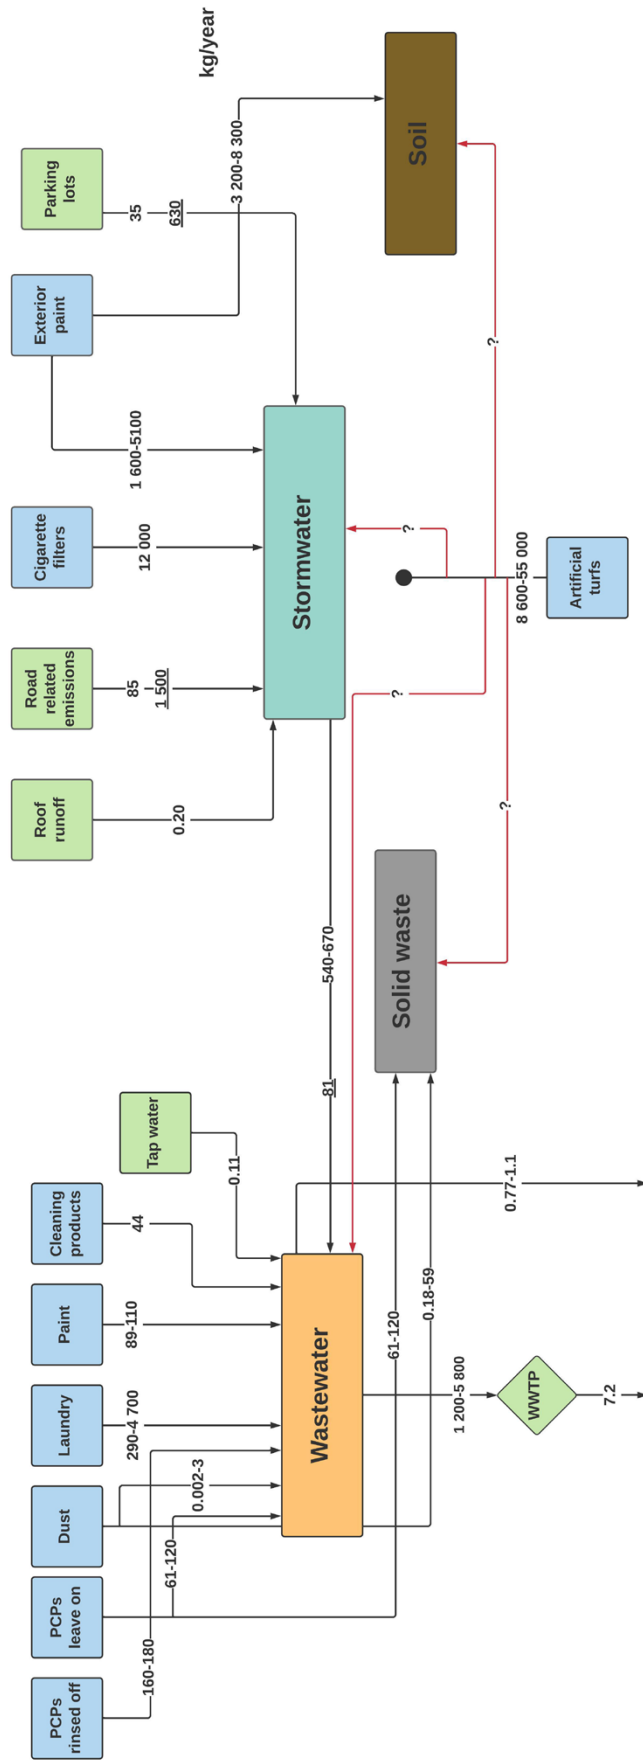 PCPs
rinsed off
PCPs
leave on
Dust
Laundry
Paint
Cleaning
products
Tap water
Roof
runoff
Road
related
emissions
Cigarette
filters
Exterior
paint
Parking
lots
kg/year
160-180
61-120
0.002-3
290-4 700
89-110
44
0.11
0.20
85
1 500
12 000
1 600-5100
35
630
3 200-8 300
Wastewater
81
540-670
Stormwater
Soil
Solid waste
61-120
0.18-59
1 200-5 800
WWTP
7.2
0.77-1.1
?
?
?
?
8 600-55 000
Artificial
turfs